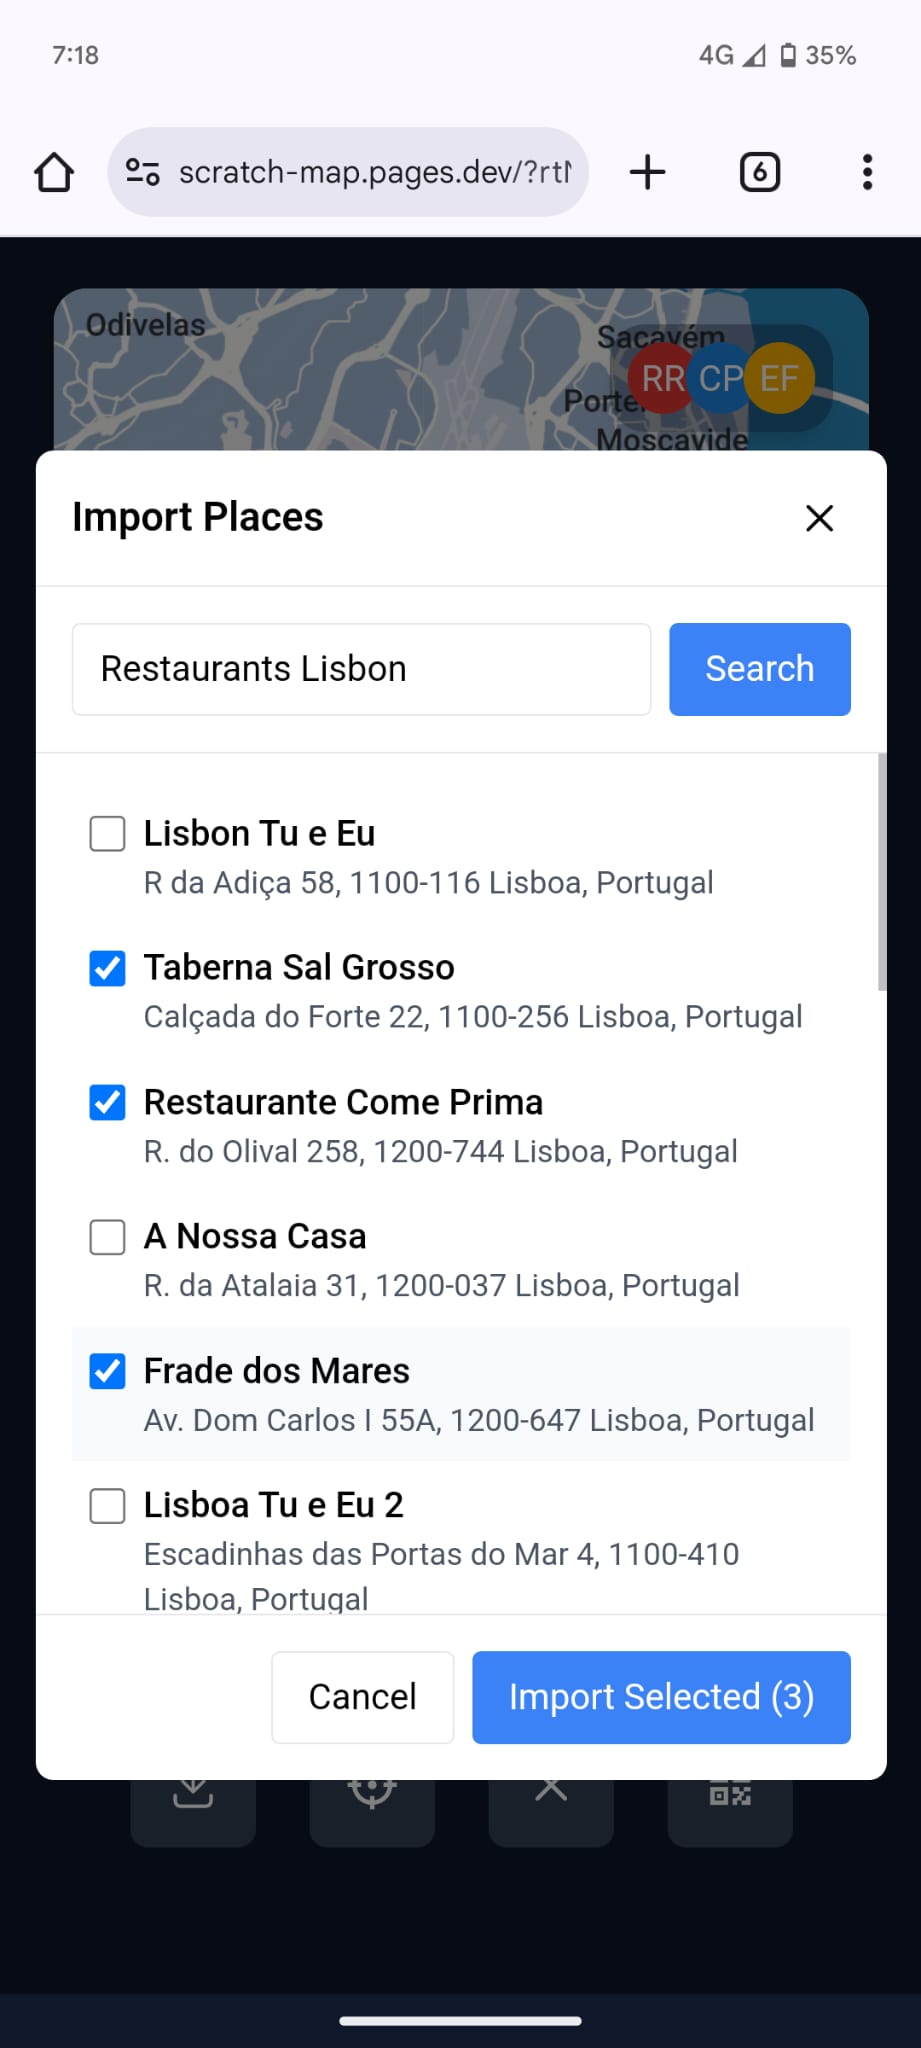 7:18
4G 35%
scratch-map.pages.dev/?rt
6
Odivelas
Sacavém
RR CP EF
Porte
Moscavide
Import Places
Restaurants Lisbon
Search
Lisbon Tu e Eu
R da Adiça 58, 1100-116 Lisboa, Portugal
Taberna Sal Grosso
Calçada do Forte 22, 1100-256 Lisboa, Portugal
Restaurante Come Prima
R. do Olival 258, 1200-744 Lisboa, Portugal
A Nossa Casa
R. da Atalaia 31, 1200-037 Lisboa, Portugal
Frade dos Mares
Av. Dom Carlos I 55A, 1200-647 Lisboa, Portugal
Lisboa Tu e Eu 2
Escadinhas das Portas do Mar 4, 1100-410
Lisboa, Portugal
Cancel
Import Selected (3)